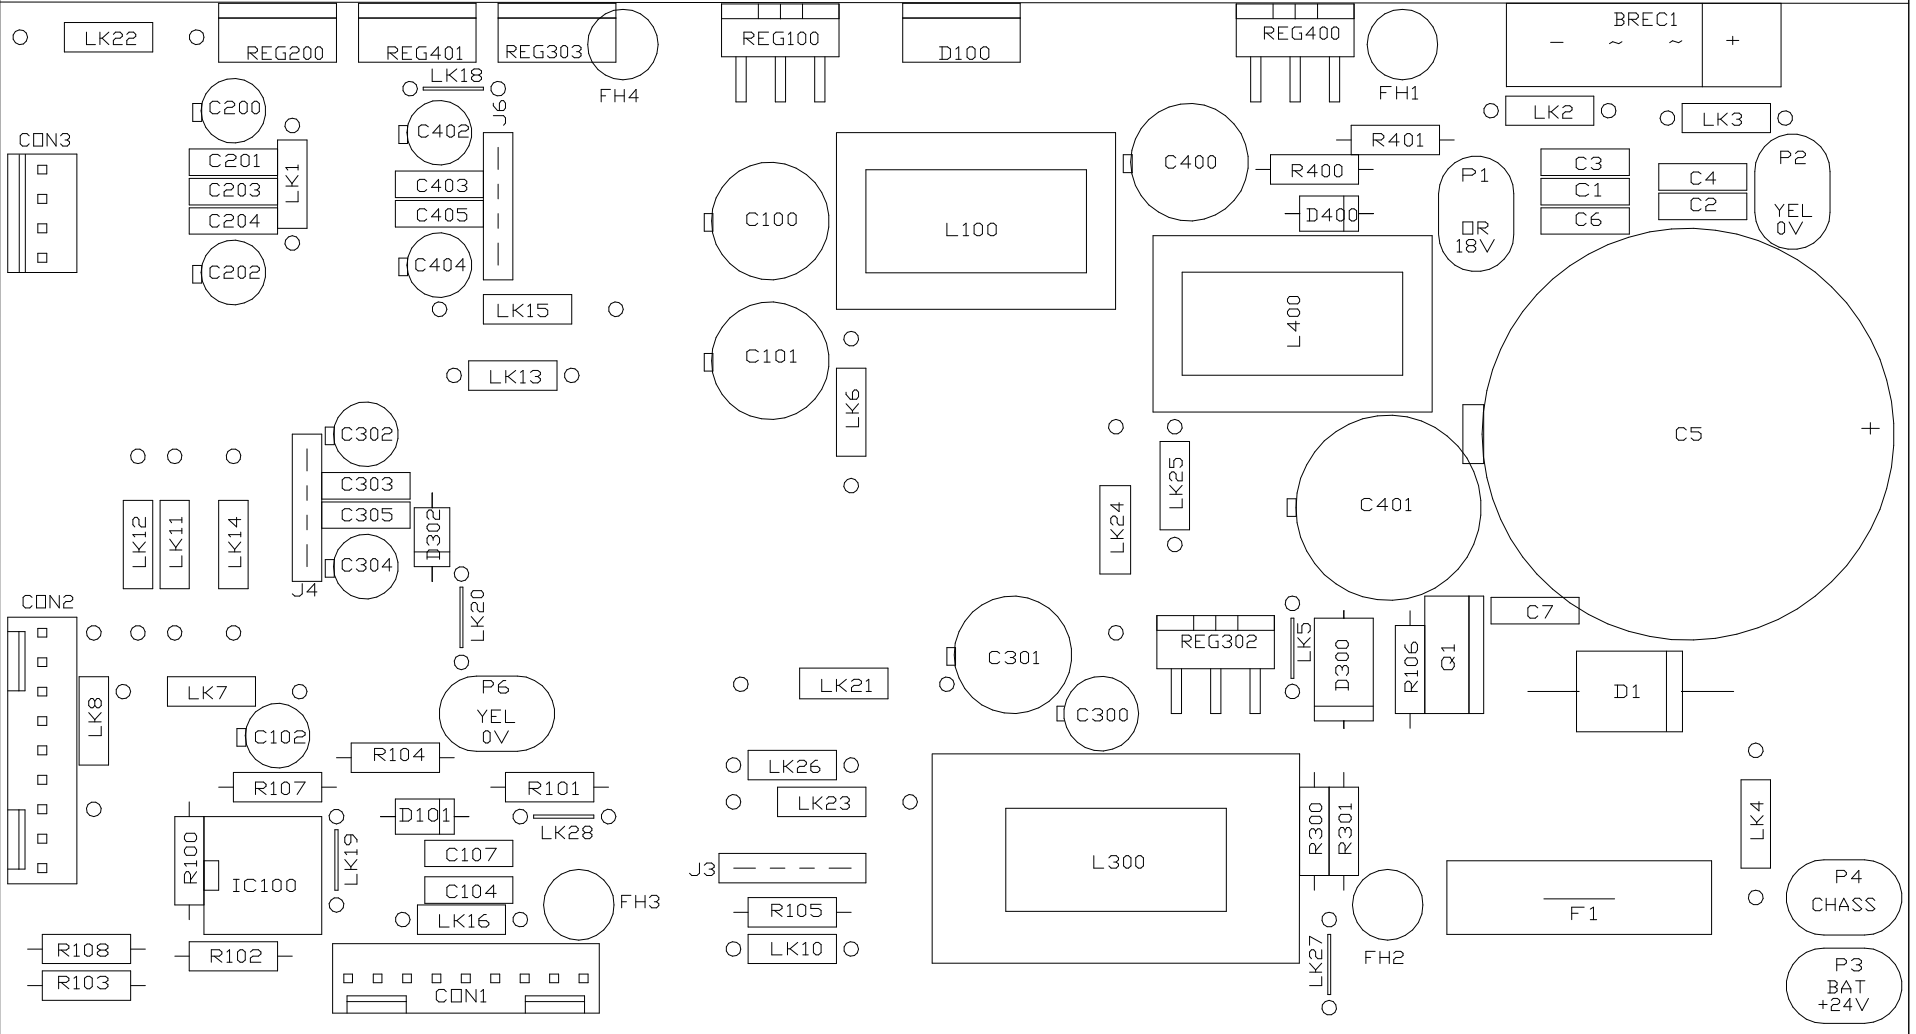 LK22
REG200
REG401
REG303
REG100
D100
REG400
BREC1
− ~ ~ +
FH4
FH1
LK18
J6
C200
C402
LK2
LK3
CON3
C201
C203
C204
LK1
C202
C403
C405
C404
LK15
LK13
C100
C101
L100
LK6
C400
R401
R400
D400
P1
OR
18V
C3
C1
C6
C4
C2
P2
YEL
0V
L400
C5
+
C302
C303
C305
C304
D302
J4
LK12
LK11
LK14
LK20
LK24
LK25
C401
CON2
LK8
LK7
C102
P6
YEL
0V
LK21
C301
C300
REG302
LK5
D300
R106
Q1
C7
D1
R104
R107
R101
D101
LK28
LK26
LK23
R100
IC100
LK19
C107
C104
LK16
FH3
J3
R105
LK10
L300
R300
R301
LK4
F1
FH2
LK27
P4
CHASS
P3
BAT
+24V
R108
R103
R102
CON1